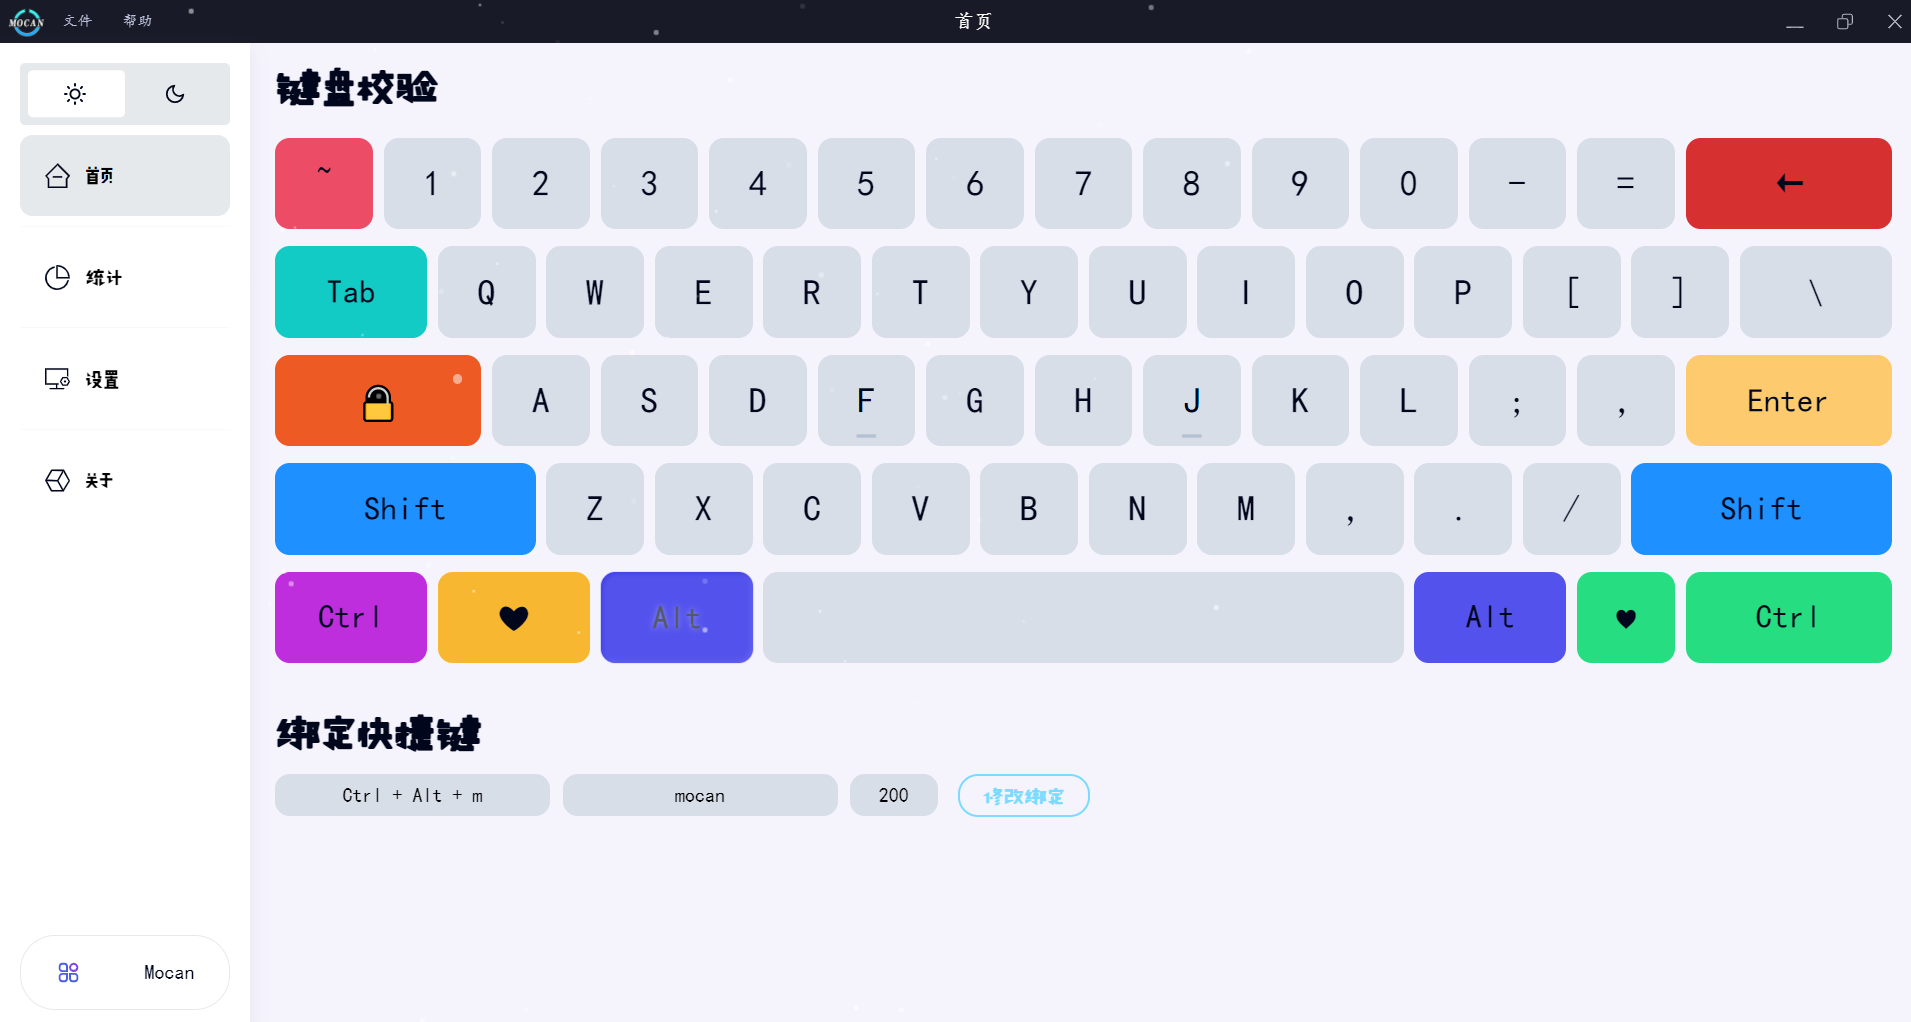 MOCAN 文件 帮助 首页
首页
统计
设置
关于
Mocan
键盘校验
~ 1 2 3 4 5 6 7 8 9 0 - = ←
Tab Q W E R T Y U I O P [ ] \
A S D F G H J K L ; , Enter
Shift Z X C V B N M , . / Shift
Ctrl Alt Alt Ctrl
绑定快捷键
Ctrl + Alt + m mocan 200 修改绑定